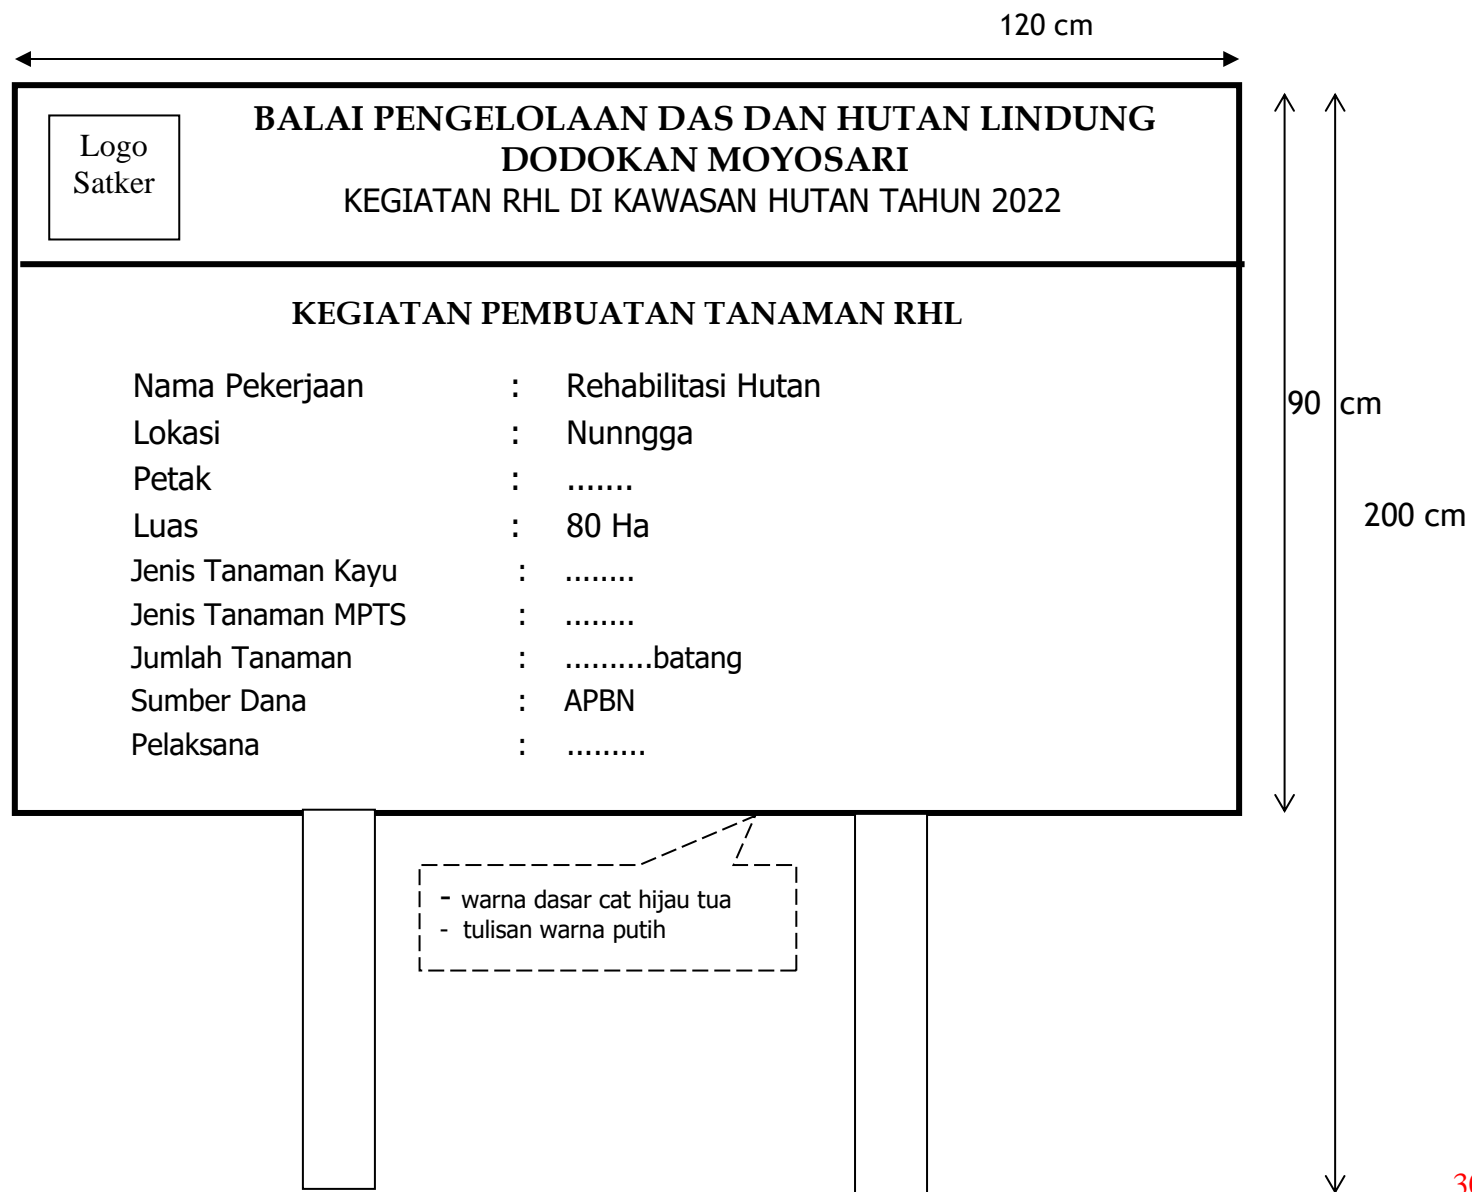 120 cm
Logo
Satker
BALAI PENGELOLAAN DAS DAN HUTAN LINDUNG
DODOKAN MOYOSARI
KEGIATAN RHL DI KAWASAN HUTAN TAHUN 2022
KEGIATAN PEMBUATAN TANAMAN RHL
Nama Pekerjaan : Rehabilitasi Hutan
Lokasi : Nunngga
Petak : .......
Luas : 80 Ha
Jenis Tanaman Kayu : ........
Jenis Tanaman MPTS : ........
Jumlah Tanaman : ..........batang
Sumber Dana : APBN
Pelaksana : .........
90 cm
200 cm
- warna dasar cat hijau tua
- tulisan warna putih